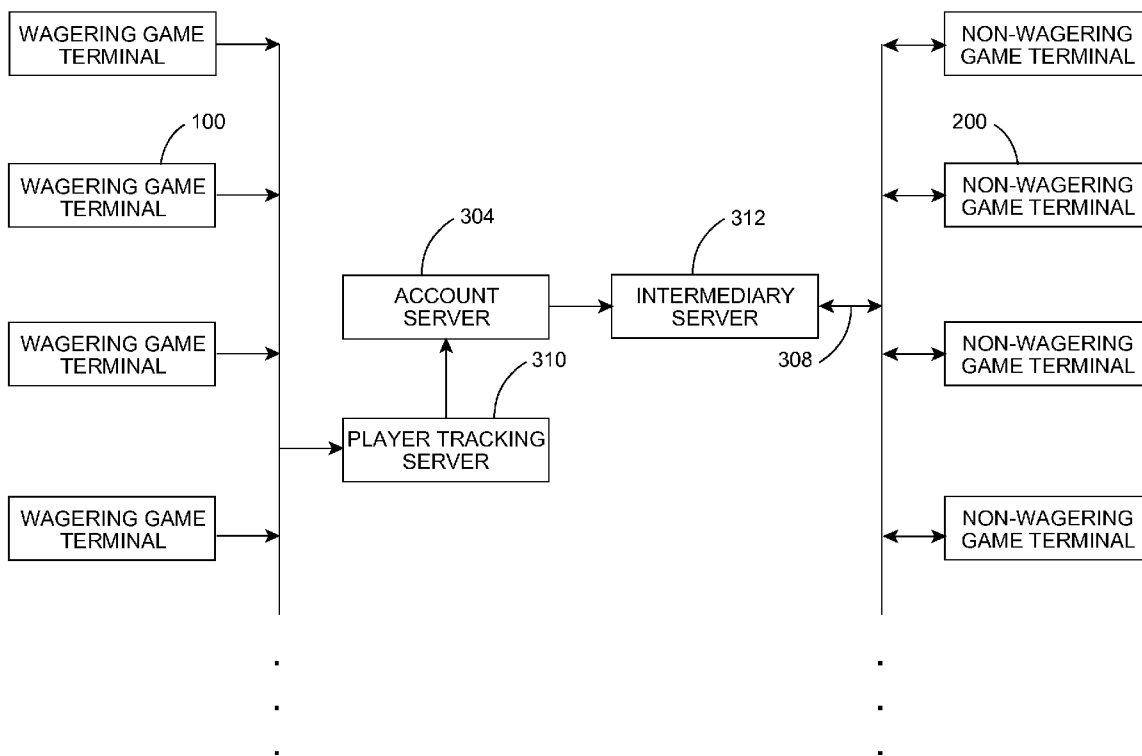 WAGERING GAME
TERMINAL
NON-WAGERING
GAME TERMINAL
100
200
WAGERING GAME
TERMINAL
NON-WAGERING
GAME TERMINAL
304
312
ACCOUNT
SERVER
INTERMEDIARY
SERVER
308
WAGERING GAME
TERMINAL
NON-WAGERING
GAME TERMINAL
310
PLAYER TRACKING
SERVER
WAGERING GAME
TERMINAL
NON-WAGERING
GAME TERMINAL